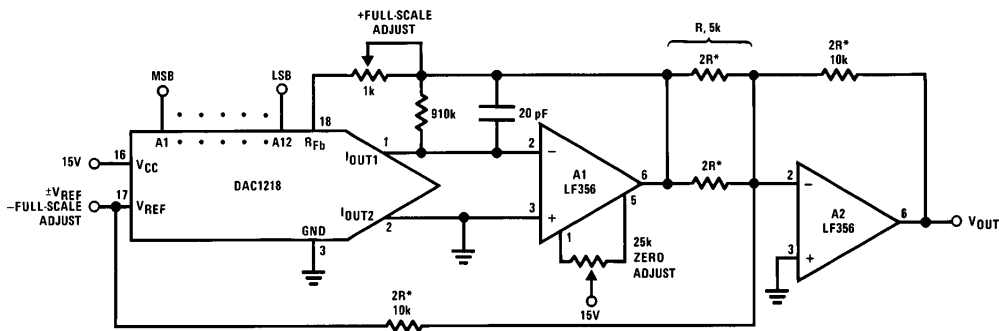 +FULL-SCALE
ADJUST
R, 5k
MSB
LSB
1k
2R*
2R*
10k
18
910k
20 pF
A1
A12
RFb
1
IOUT1
2
−
16
15V
VCC
DAC1218
A1
LF356
6
2R*
2
−
±VREF
17
VREF
−FULL-SCALE
ADJUST
IOUT2
2
3
+
5
A2
LF356
6
VOUT
GND
3
1
25k
ZERO
ADJUST
3
+
15V
2R*
10k